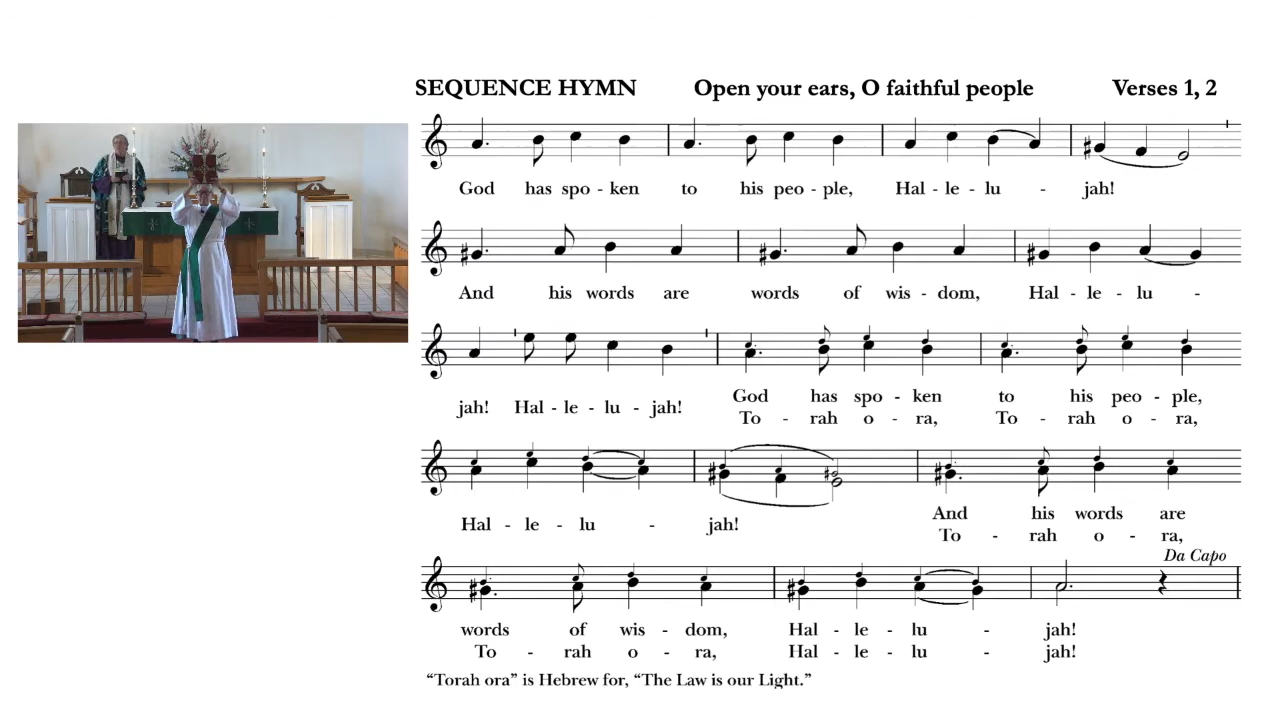 SEQUENCE HYMN Open your ears, O faithful people Verses 1, 2
God has spo - ken to his peo - ple, Hal - le - lu - jah!
And his words are words of wis - dom, Hal - le - lu -
jah! Hal - le - lu - jah!
God has spo - ken to his peo - ple,
To - rah o - ra, To - rah o - ra,
Hal - le - lu - jah!
And his words are
To - rah o - ra,
Da Capo
words of wis - dom, Hal - le - lu - jah!
To - rah o - ra, Hal - le - lu - jah!
“Torah ora” is Hebrew for, “The Law is our Light.”